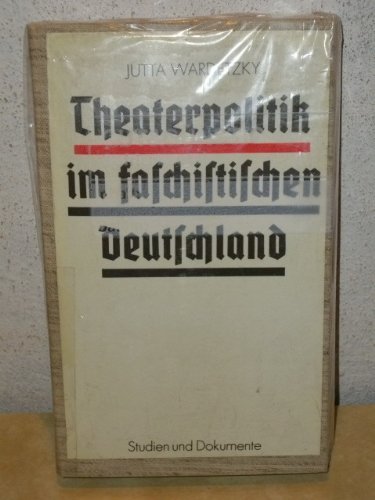 JUTTA WARDETZKY
Theaterpolitik
im faschistischen
Deutschland
Studien und Dokumente